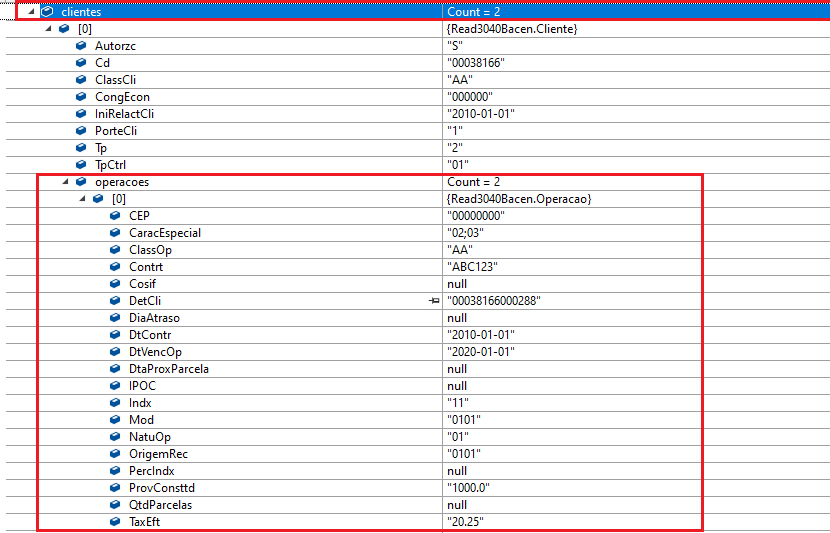 clientes Count = 2
[0] {Read3040Bacen.Cliente}
Autorzc "S"
Cd "00038166"
ClassCli "AA"
CongEcon "000000"
IniRelactCli "2010-01-01"
PorteCli "1"
Tp "2"
TpCtrl "01"
operacoes Count = 2
[0] {Read3040Bacen.Operacao}
CEP "00000000"
CaracEspecial "02;03"
ClassOp "AA"
Contrt "ABC123"
Cosif null
DetCli "00038166000288"
DiaAtraso null
DtContr "2010-01-01"
DtVencOp "2020-01-01"
DtaProxParcela null
IPOC null
Indx "11"
Mod "0101"
NatuOp "01"
OrigemRec "0101"
PercIndx null
ProvConsttd "1000.0"
QtdParcelas null
TaxEft "20.25"